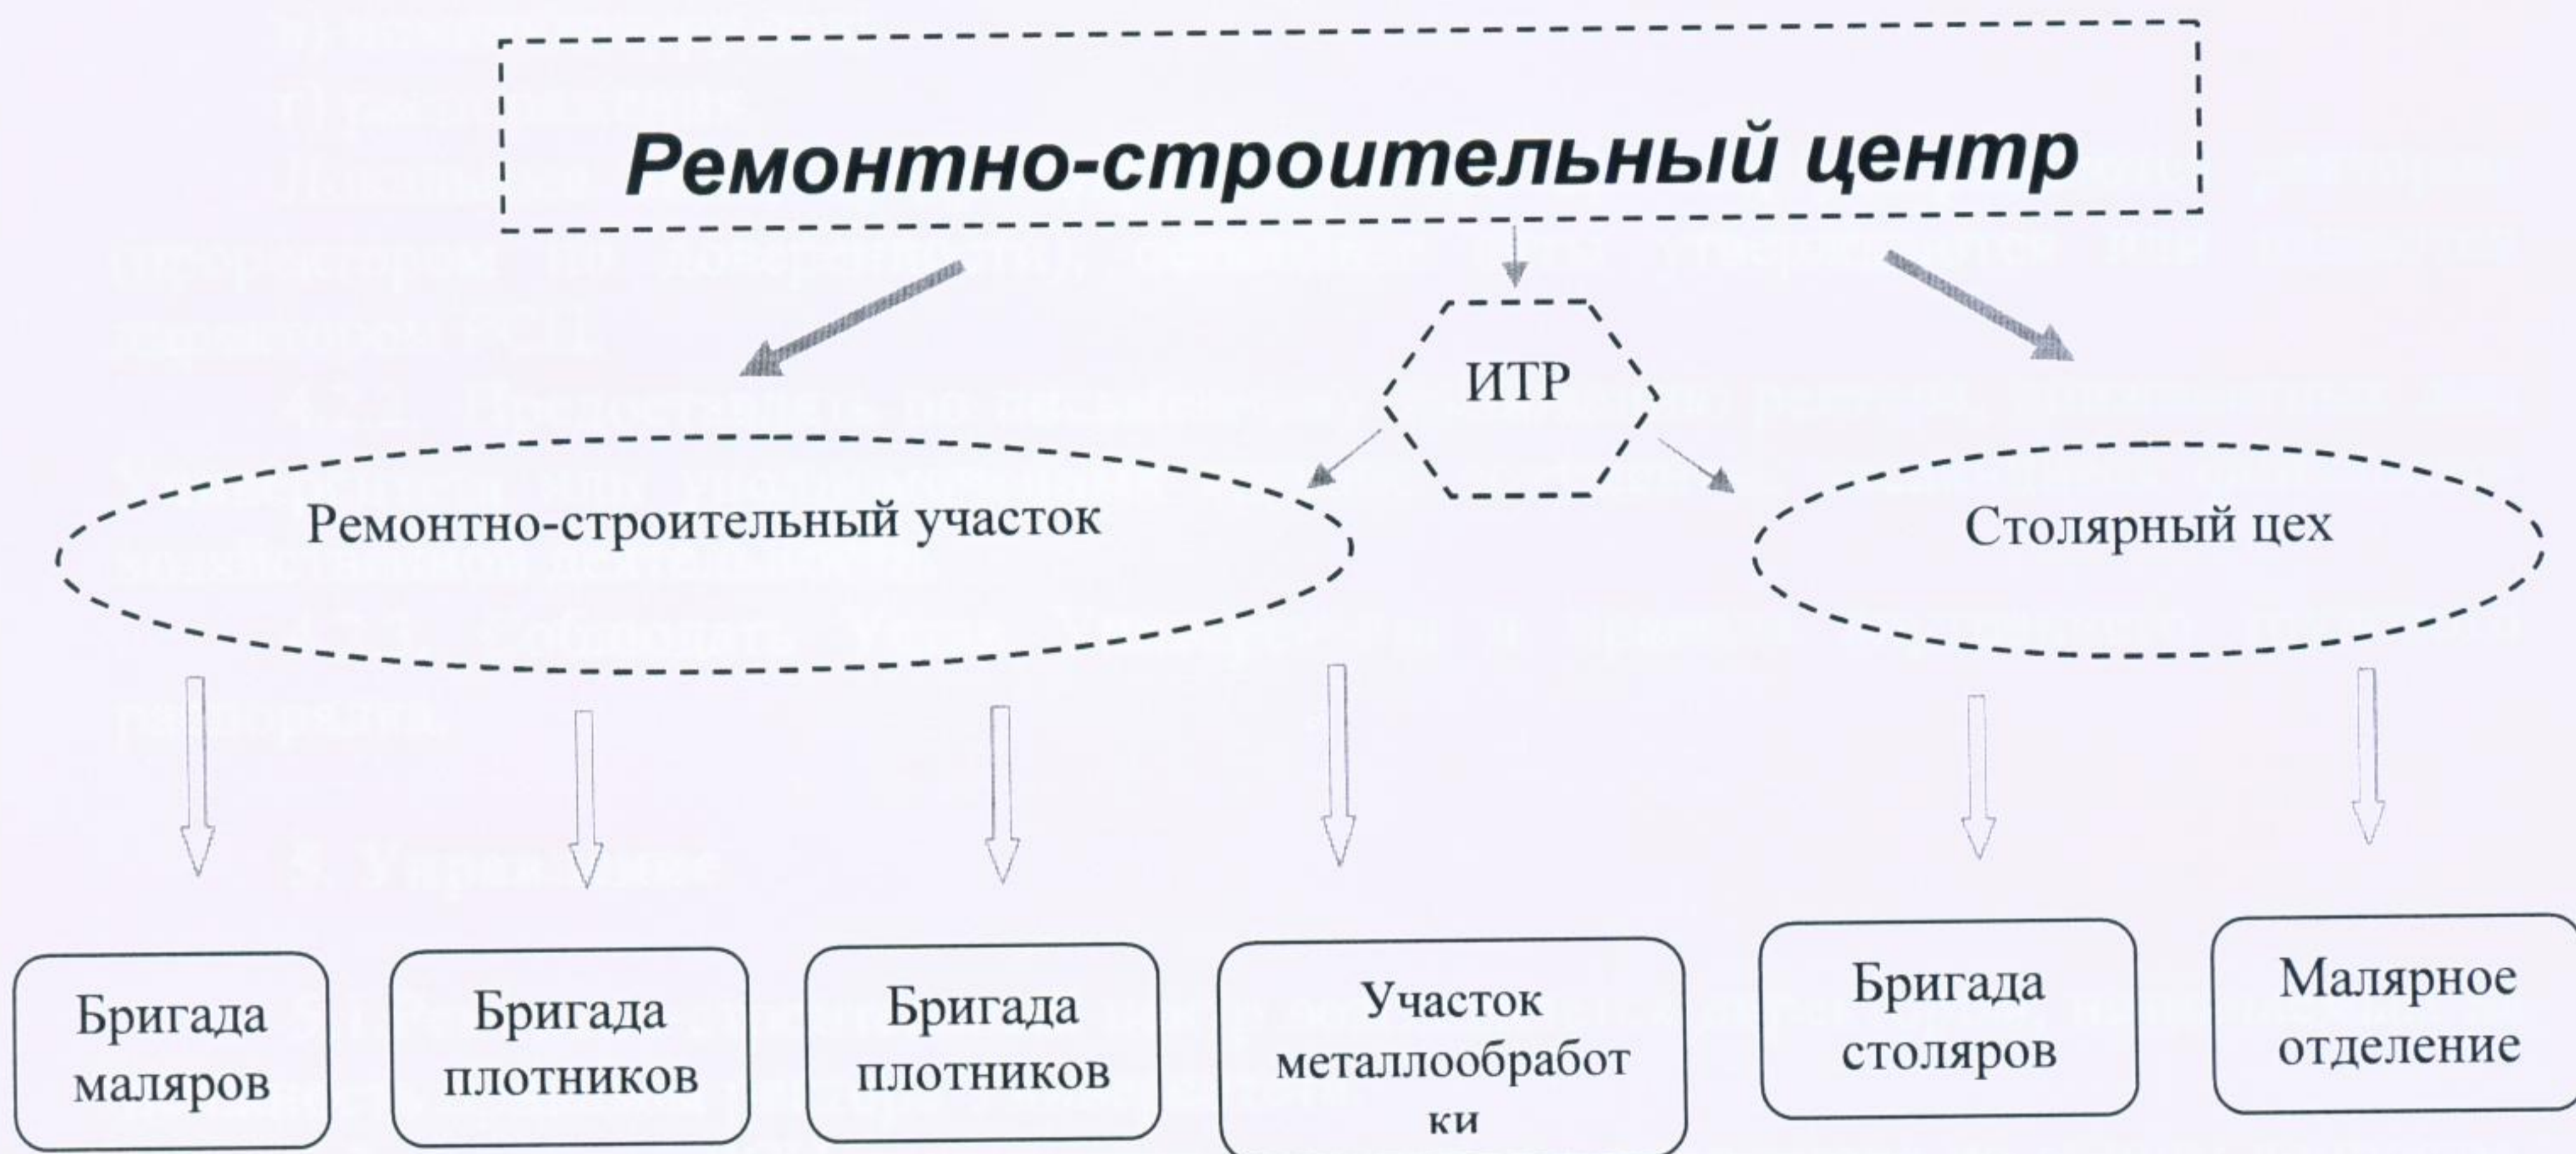 Ремонтно-строительный центр
ИТР
Ремонтно-строительный участок
Столярный цех
Бригада
маляров
Бригада
плотников
Бригада
плотников
Участок
металлообработ
ки
Бригада
столяров
Малярное
отделение